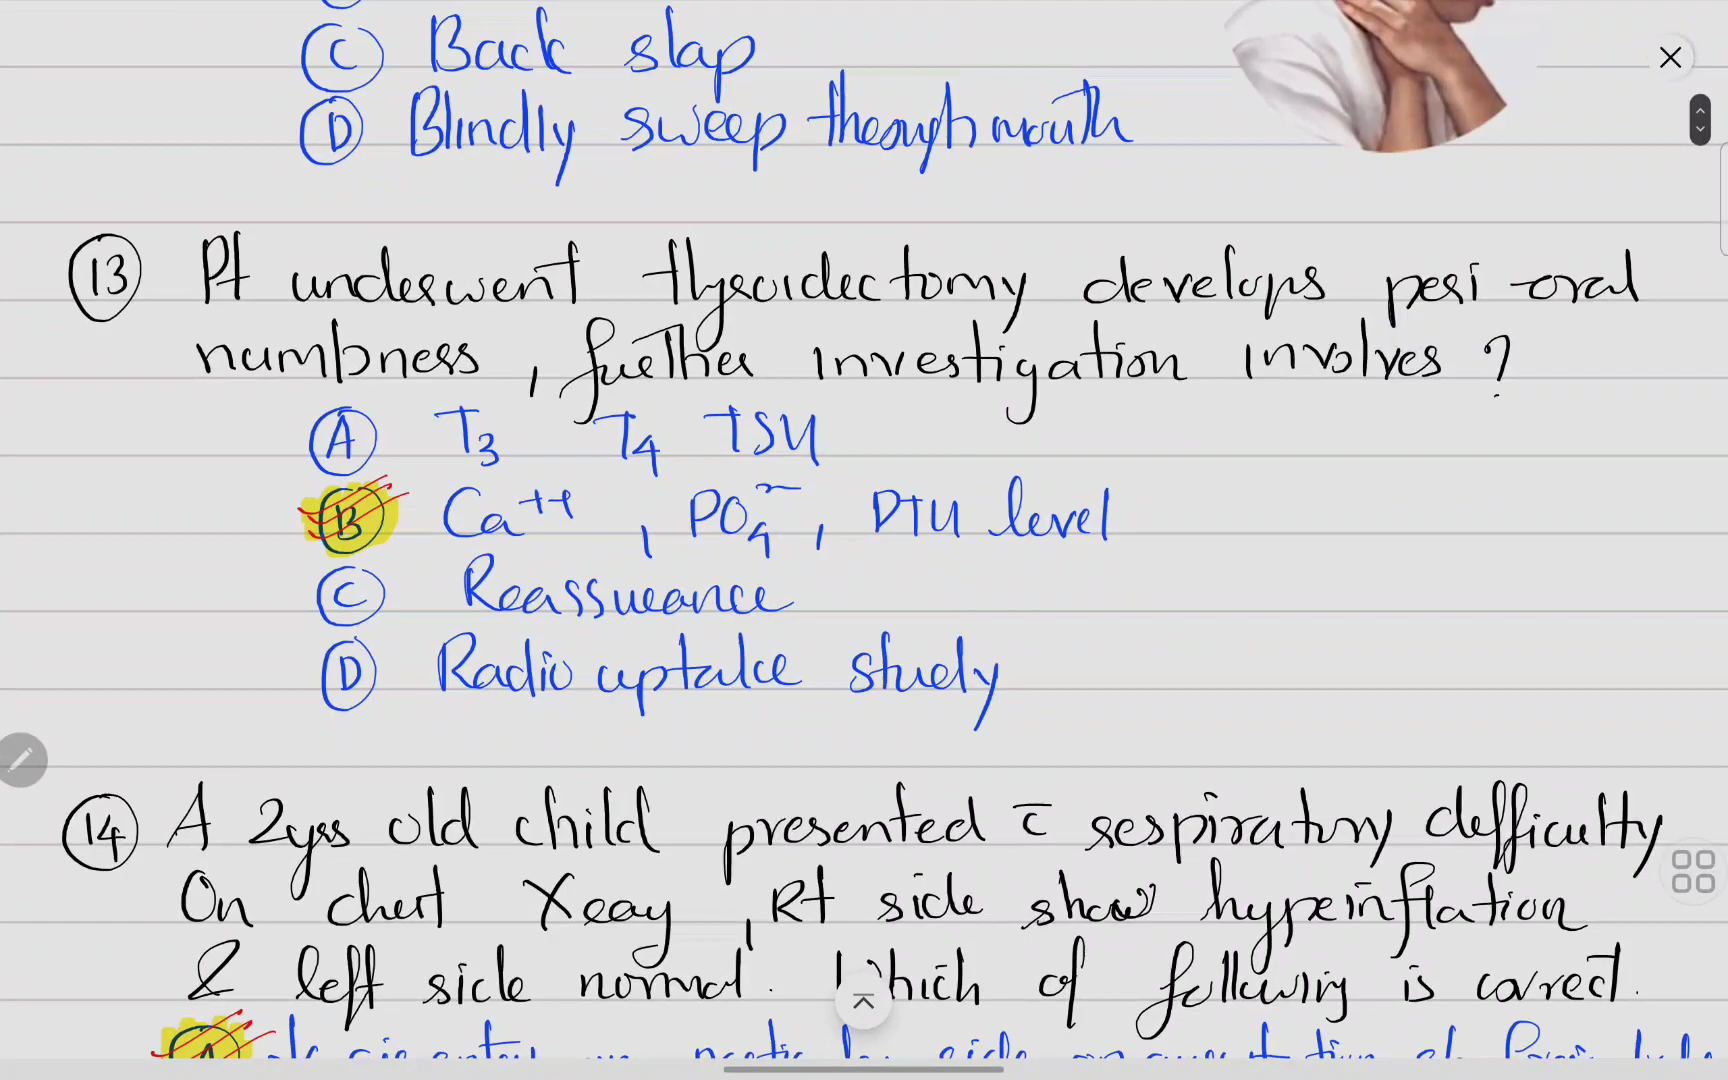 C Back slap
D Blindly sweep through mouth
13 Pt underwent thyroidectomy develops peri oral
numbness, further investigation involves ?
A T3 T4 TSH
B Ca++, PO4--, PTH level
C Reassurance
D Radio uptake study
14 A 2yrs old child presented c̄ respiratory defficulty
On chest Xray, Rt side show hyperinflation
& left side normal. Which of following is correct.
A